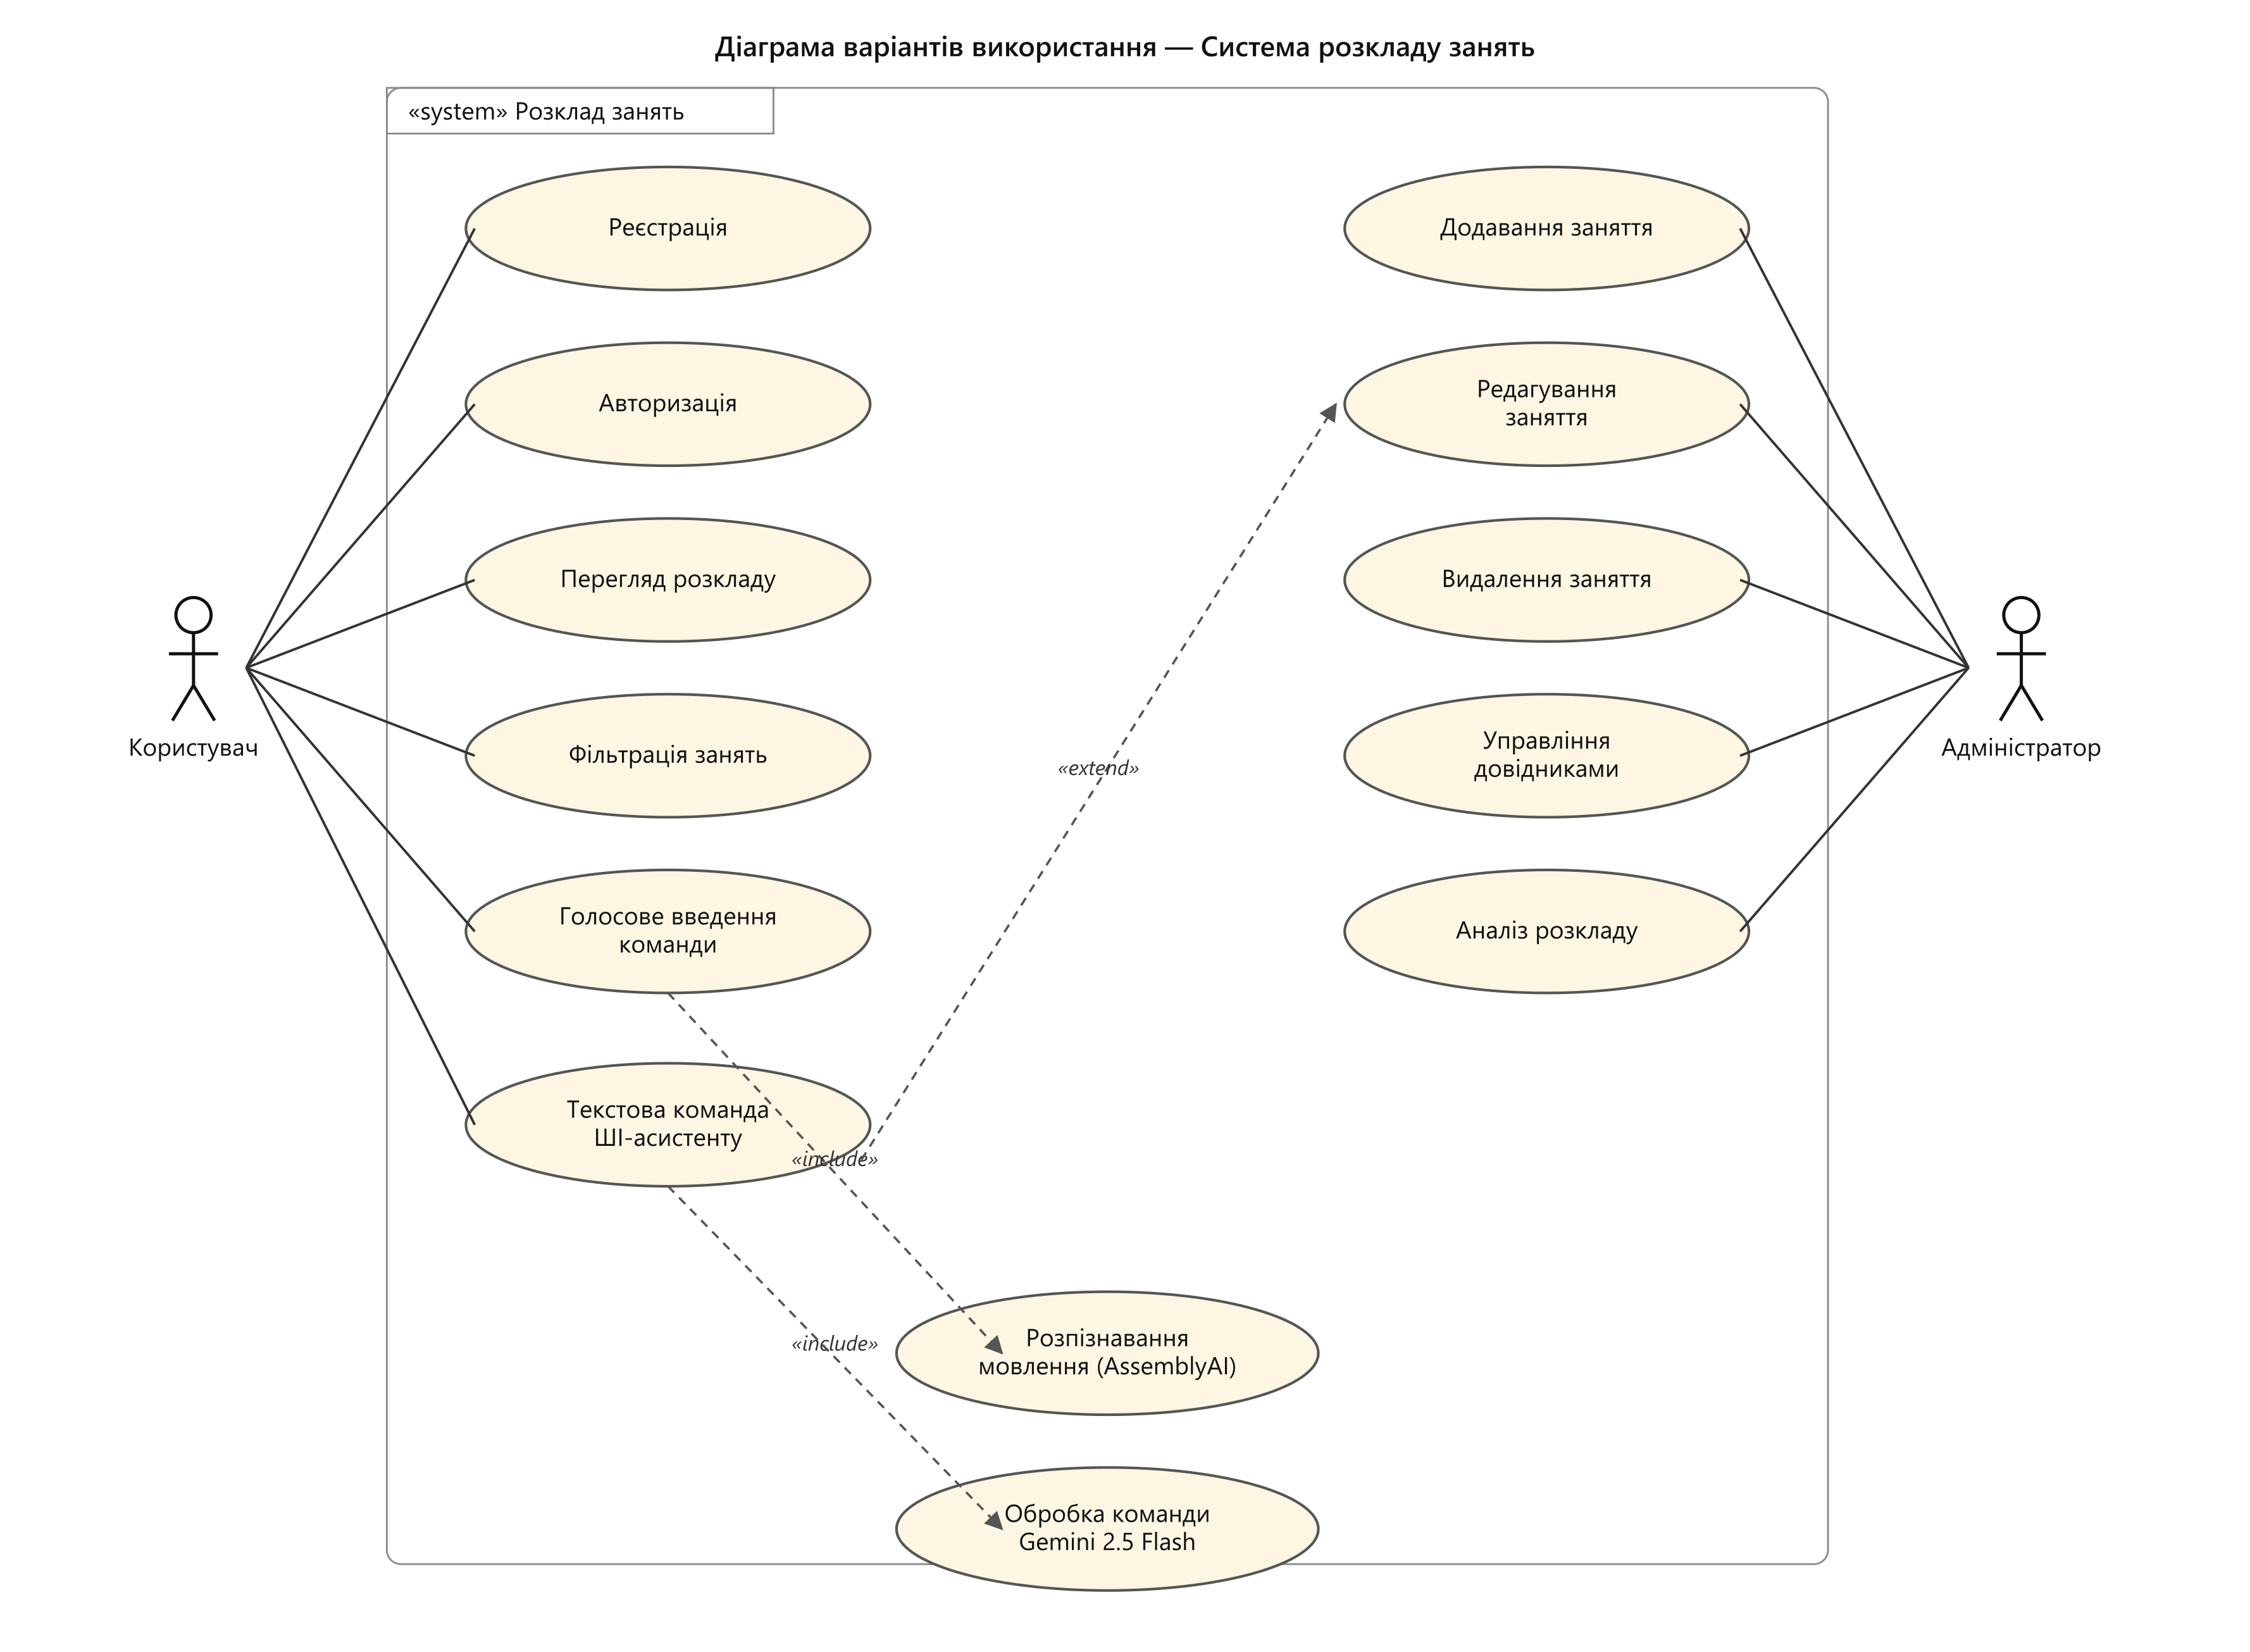 Діаграма варіантів використання — Система розкладу занять
«system» Розклад занять
Реєстрація
Додавання заняття
Авторизація
Редагування
заняття
Перегляд розкладу
Видалення заняття
Користувач
Адміністратор
Фільтрація занять
«extend»
Управління
довідниками
Голосове введення
команди
Аналіз розкладу
Текстова команда
ШІ-асистенту
«include»
«include»
Розпізнавання
мовлення (AssemblyAI)
Обробка команди
Gemini 2.5 Flash